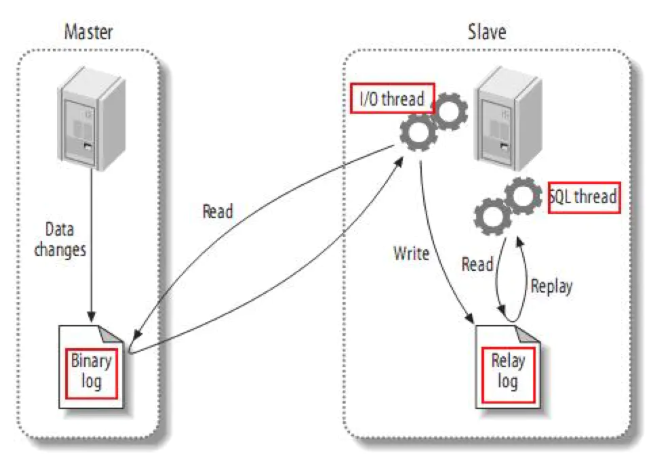 Master
Slave
I/O thread
SQL thread
Data
changes
Read
Write
Read
Replay
Binary
log
Relay
log